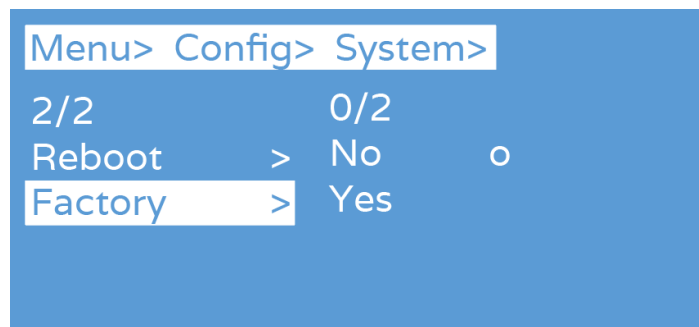 Menu> Config> System>
2/2 0/2
Reboot > No o
Factory > Yes